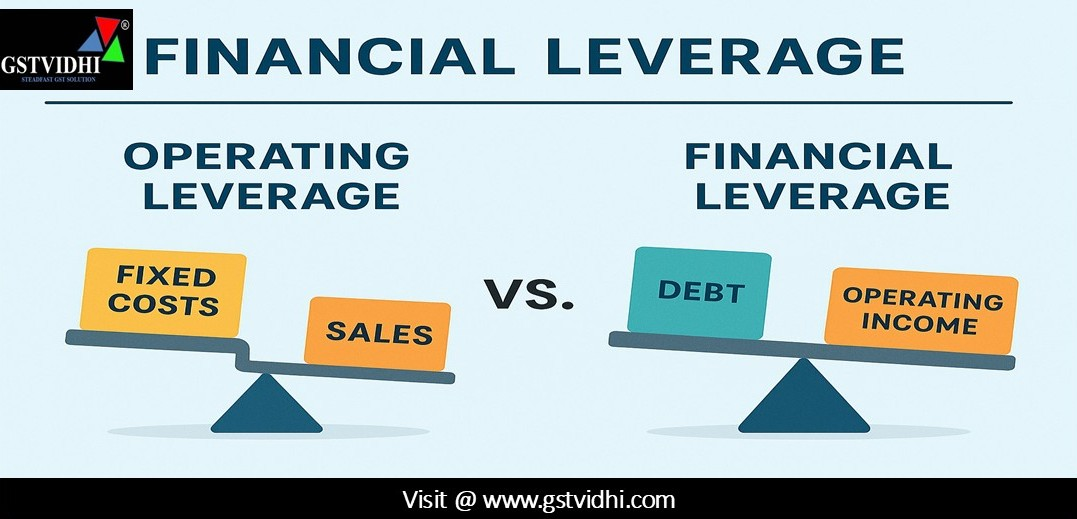 GSTVIDHI®
STEADFAST GST SOLUTION
FINANCIAL LEVERAGE
OPERATING
LEVERAGE
FIXED
COSTS
SALES
VS.
FINANCIAL
LEVERAGE
DEBT
OPERATING
INCOME
Visit @ www.gstvidhi.com